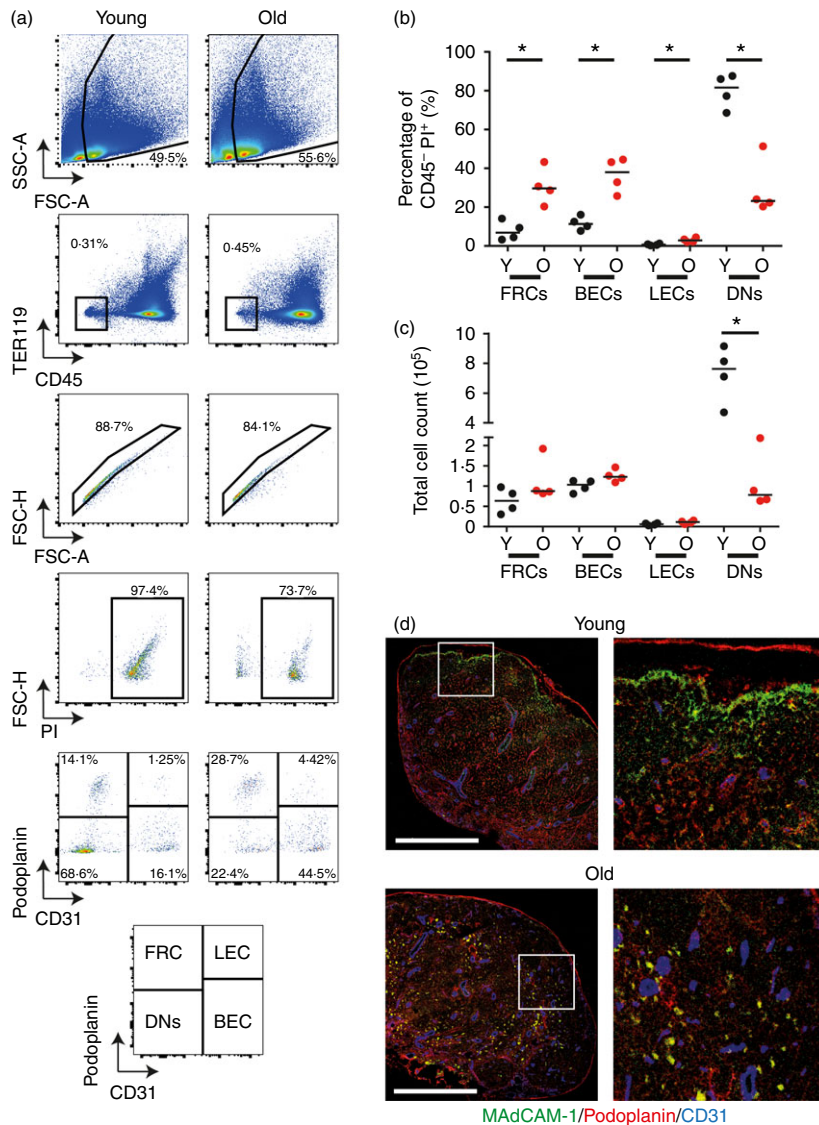 (a)
Young Old
SSC-A
49·5%
55·6%
FSC-A
TER119
0·31%
0·45%
CD45
FSC-H
88·7%
84·1%
FSC-A
FSC-H
97·4%
73·7%
PI
Podoplanin
14·1% 1·25%
68·6% 16·1%
28·7% 4·42%
22·4% 44·5%
CD31
Podoplanin
FRC LEC
DNs BEC
CD31
(b)
Percentage of
CD45⁻ PI⁺ (%)
100
80
60
40
20
0
* * * *
Y O Y O Y O Y O
FRCs BECs LECs DNs
(c)
Total cell count (10⁵)
10
8
6
4
2
1·5
1
0·5
0
*
Y O Y O Y O Y O
FRCs BECs LECs DNs
(d)
Young
Old
MAdCAM-1/Podoplanin/CD31